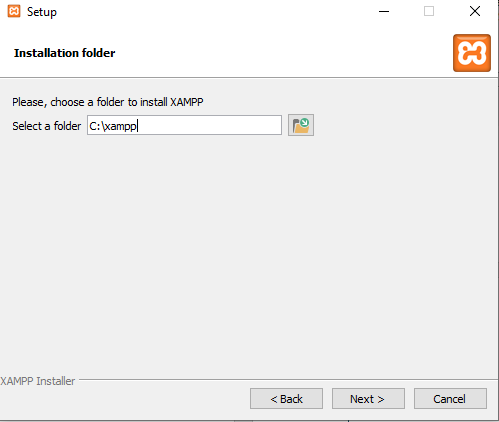 Setup
Installation folder
Please, choose a folder to install XAMPP
Select a folder C:\xampp
XAMPP Installer
< Back Next > Cancel